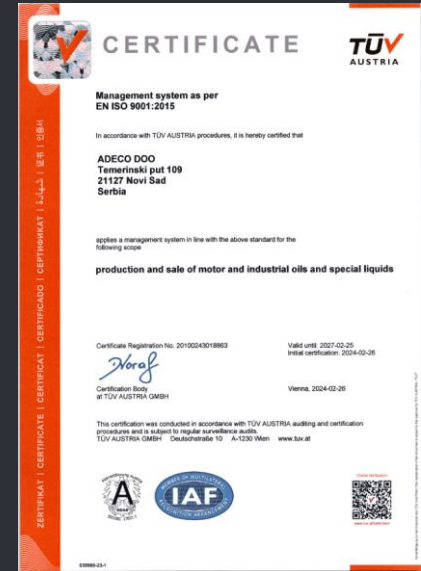 CERTIFICATE
TÜV
AUSTRIA
Management system as per
EN ISO 9001:2015
In accordance with TÜV AUSTRIA procedures, it is hereby certified that
ADECO DOO
Temerinski put 109
21127 Novi Sad
Serbia
applies a management system in line with the above standard for the
following scope
production and sale of motor and industrial oils and special liquids
Certificate Registration No. 20100243018863
Valid until: 2027-02-25
Initial certification: 2024-02-26
Certification Body
at TÜV AUSTRIA GMBH
Vienna, 2024-02-26
This certification was conducted in accordance with TÜV AUSTRIA auditing and certification
procedures and is subject to regular surveillance audits.
TÜV AUSTRIA GMBH Deutschstraße 10 A-1230 Wien www.tuv.at
IAF
ZERTIFIKAT | CERTIFICATE | CERTIFICAT | CERTIFICADO | СЕРТИФИКАТ | شهادة | 证书 | 인증서